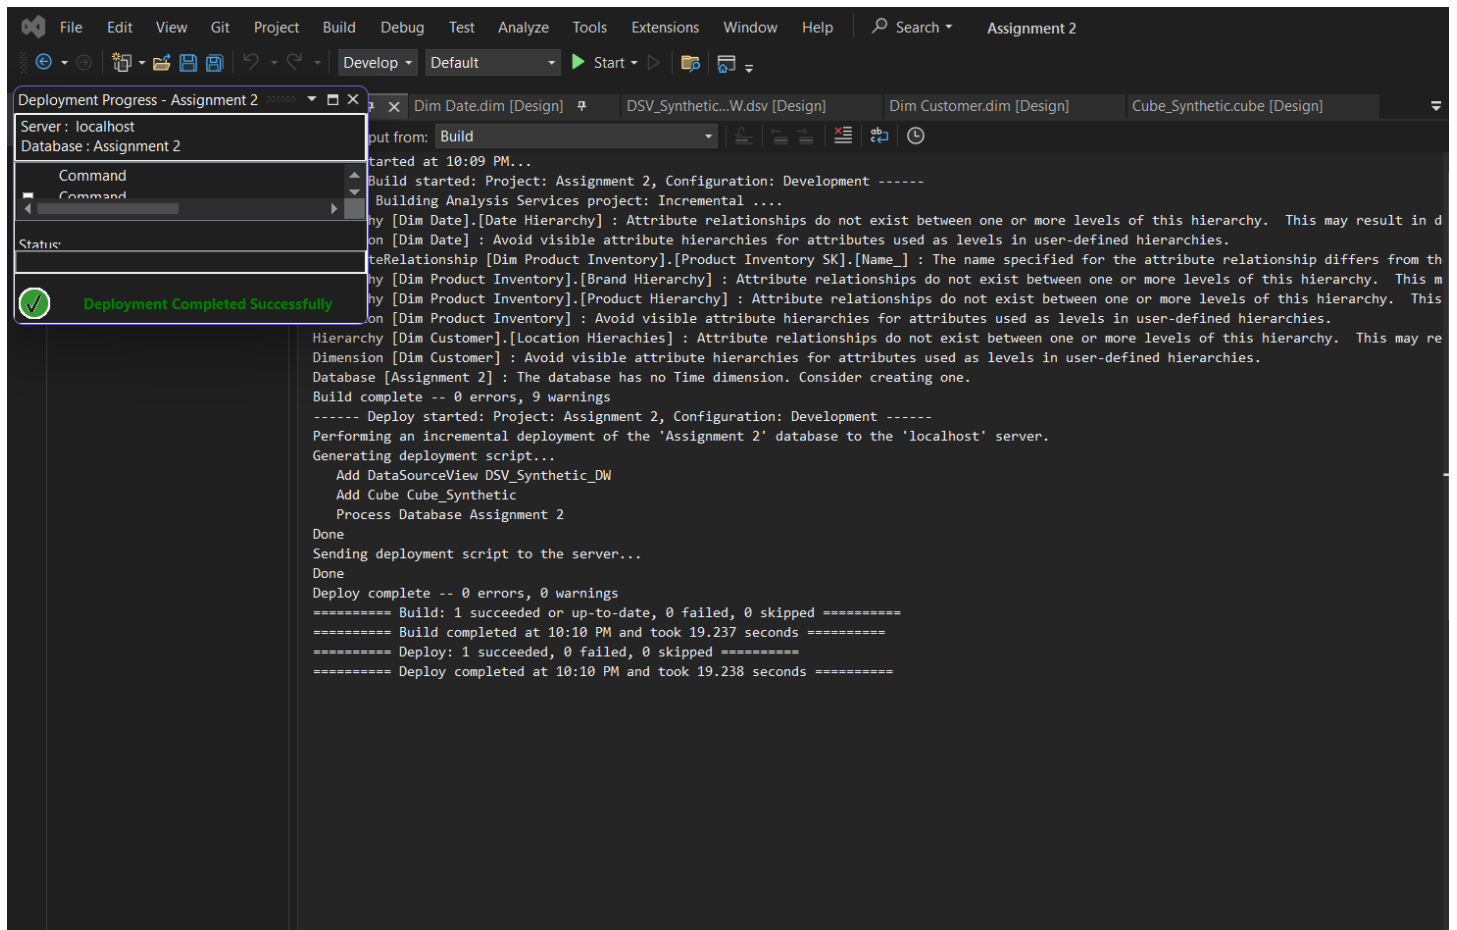 File Edit View Git Project Build Debug Test Analyze Tools Extensions Window Help Search Assignment 2
Develop Default Start
Deployment Progress - Assignment 2
Server : localhost
Database : Assignment 2
Command
Command
Status:
Deployment Completed Successfully
Dim Date.dim [Design] DSV_Synthetic...W.dsv [Design] Dim Customer.dim [Design] Cube_Synthetic.cube [Design]
put from: Build
tarted at 10:09 PM...
Build started: Project: Assignment 2, Configuration: Development ------
Building Analysis Services project: Incremental ....
hy [Dim Date].[Date Hierarchy] : Attribute relationships do not exist between one or more levels of this hierarchy.  This may result in d
on [Dim Date] : Avoid visible attribute hierarchies for attributes used as levels in user-defined hierarchies.
teRelationship [Dim Product Inventory].[Product Inventory SK].[Name_] : The name specified for the attribute relationship differs from th
hy [Dim Product Inventory].[Brand Hierarchy] : Attribute relationships do not exist between one or more levels of this hierarchy.  This m
hy [Dim Product Inventory].[Product Hierarchy] : Attribute relationships do not exist between one or more levels of this hierarchy.  This
on [Dim Product Inventory] : Avoid visible attribute hierarchies for attributes used as levels in user-defined hierarchies.
Hierarchy [Dim Customer].[Location Hierachies] : Attribute relationships do not exist between one or more levels of this hierarchy.  This may re
Dimension [Dim Customer] : Avoid visible attribute hierarchies for attributes used as levels in user-defined hierarchies.
Database [Assignment 2] : The database has no Time dimension. Consider creating one.
Build complete -- 0 errors, 9 warnings
------ Deploy started: Project: Assignment 2, Configuration: Development ------
Performing an incremental deployment of the 'Assignment 2' database to the 'localhost' server.
Generating deployment script...
Add DataSourceView DSV_Synthetic_DW
Add Cube Cube_Synthetic
Process Database Assignment 2
Done
Sending deployment script to the server...
Done
Deploy complete -- 0 errors, 0 warnings
========== Build: 1 succeeded or up-to-date, 0 failed, 0 skipped ==========
========== Build completed at 10:10 PM and took 19.237 seconds ==========
========== Deploy: 1 succeeded, 0 failed, 0 skipped ==========
========== Deploy completed at 10:10 PM and took 19.238 seconds ==========